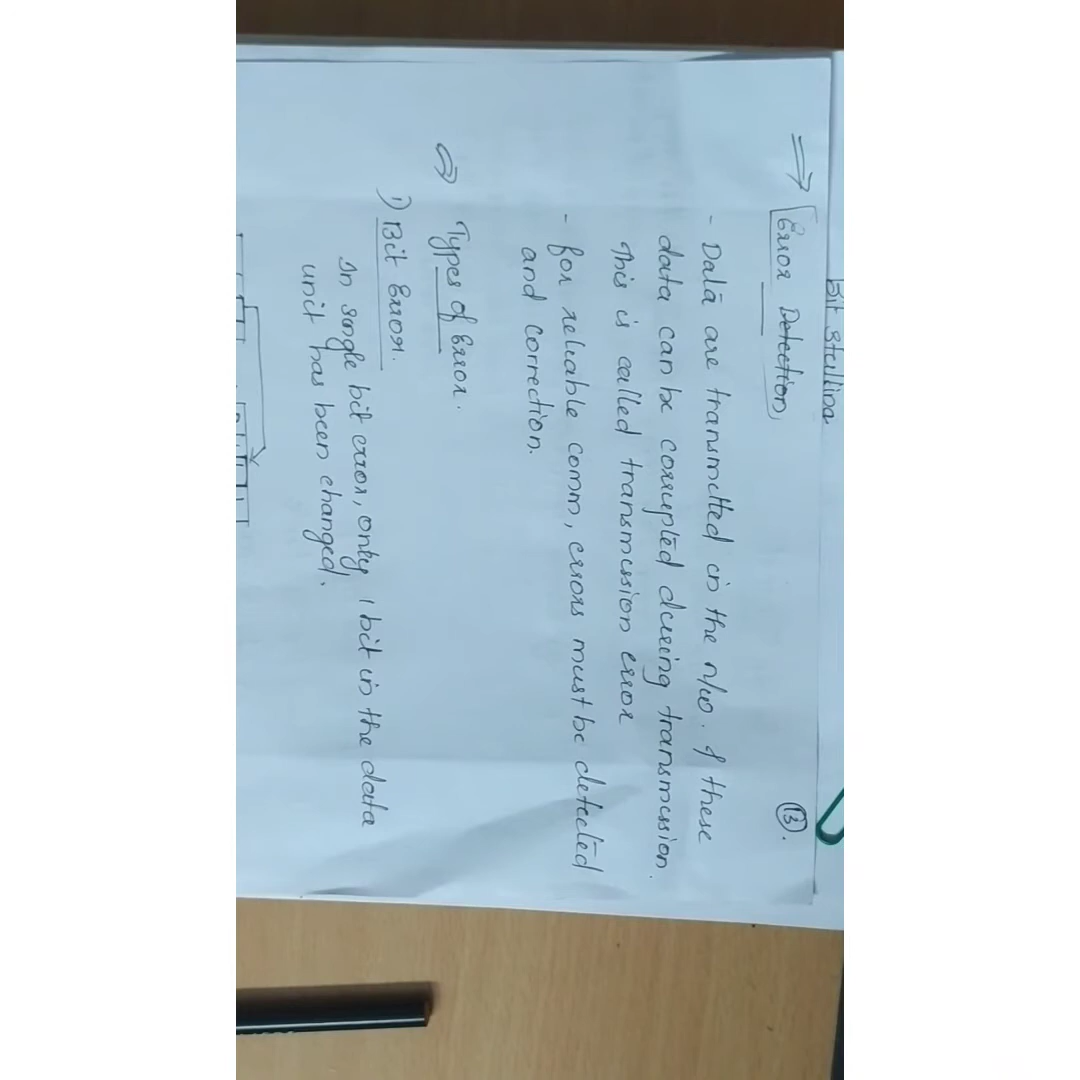 Bit Stuffing
13.
⇒ Error Detection
- Data are transmitted in the n/w. If these
data can be corrupted during transmission.
This is called transmission error
- for reliable comm, errors must be detected
and correction.
⇒ Types of Error.
1) Bit Error.
In single bit error, only 1 bit in the data
unit has been changed.